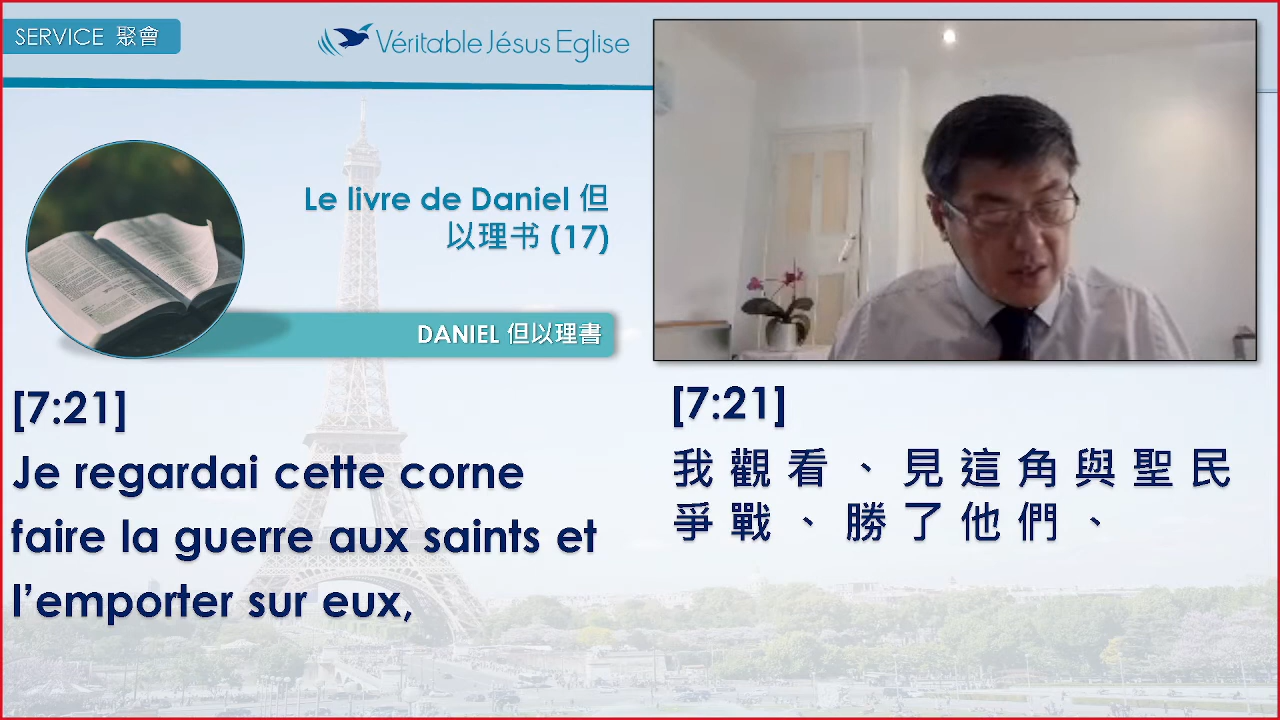 SERVICE 聚會
Véritable Jésus Eglise
Le livre de Daniel 但
以理书 (17)
DANIEL 但以理書
[7:21]
Je regardai cette corne
faire la guerre aux saints et
l’emporter sur eux,
[7:21]
我觀看、見這角與聖民
爭戰、勝了他們、